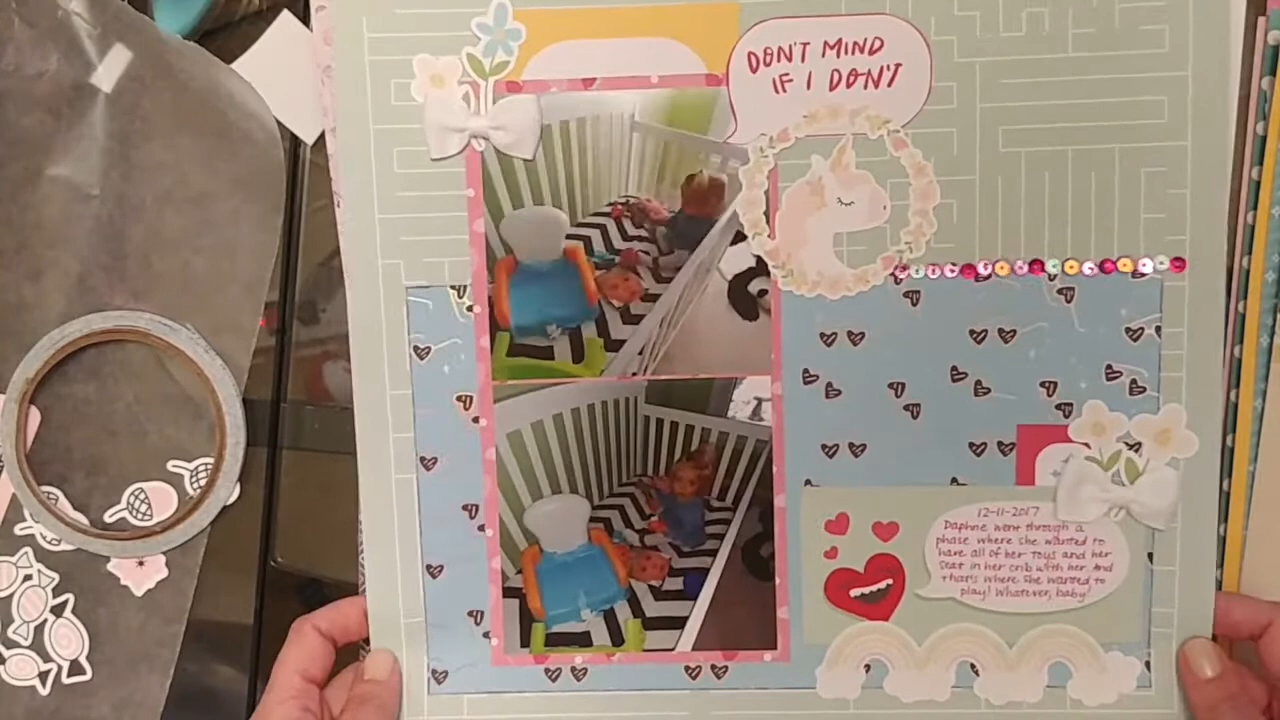 DON'T MIND
IF I DON'T
12-11-2017
Daphne went through a
phase where she wanted to
have all of her toys and her
seat in her crib with her. And
that's where she wanted to
play! Whatever, baby!